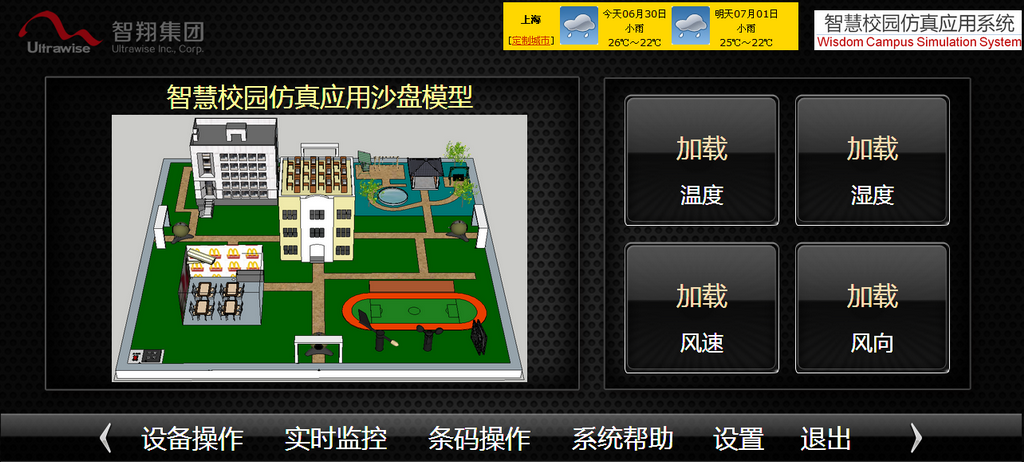 Ultrawise
智翔集团
Ultrawise Inc., Corp.
上海
[定制城市]
今天06月30日
小雨
26℃～22℃
明天07月01日
小雨
25℃～22℃
智慧校园仿真应用系统
Wisdom Campus Simulation System
智慧校园仿真应用沙盘模型
加载
温度
加载
湿度
加载
风速
加载
风向
设备操作
实时监控
条码操作
系统帮助
设置
退出